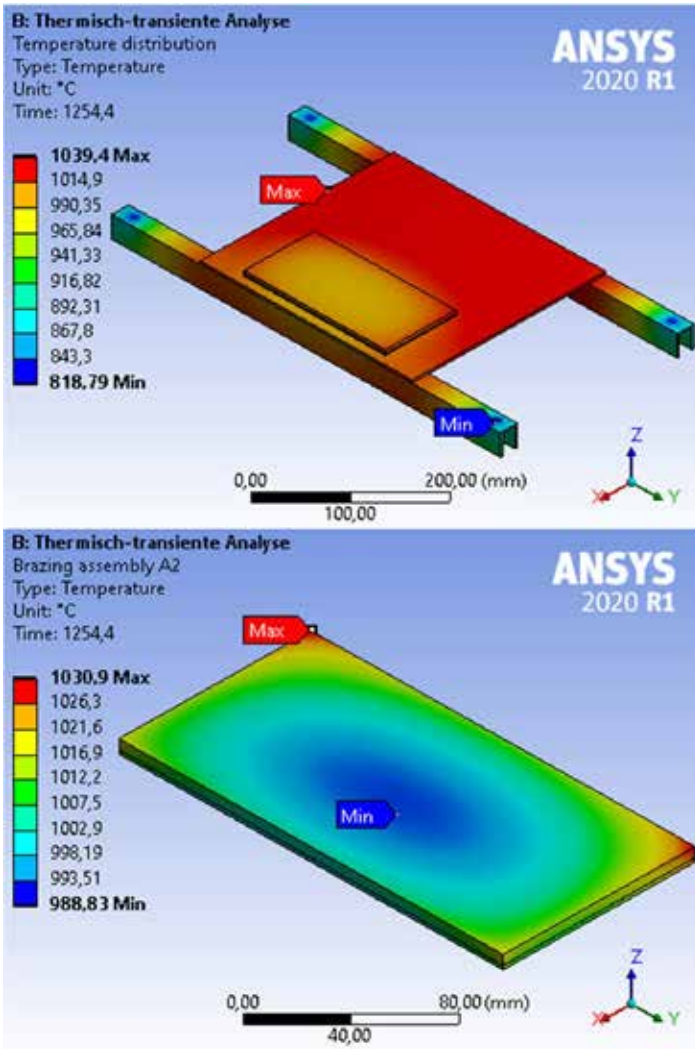 B: Thermisch-transiente Analyse
Temperature distribution
Type: Temperature
Unit: °C
Time: 1254,4
ANSYS
2020 R1
1039,4 Max
1014,9
990,35
965,84
941,33
916,82
892,31
867,8
843,3
818,79 Min
Max
Min
0,00
200,00 (mm)
100,00
Z
X
Y
B: Thermisch-transiente Analyse
Brazing assembly A2
Type: Temperature
Unit: °C
Time: 1254,4
ANSYS
2020 R1
1030,9 Max
1026,3
1021,6
1016,9
1012,2
1007,5
1002,9
998,19
993,51
988,83 Min
Max
Min
0,00
80,00 (mm)
40,00
Z
X
Y